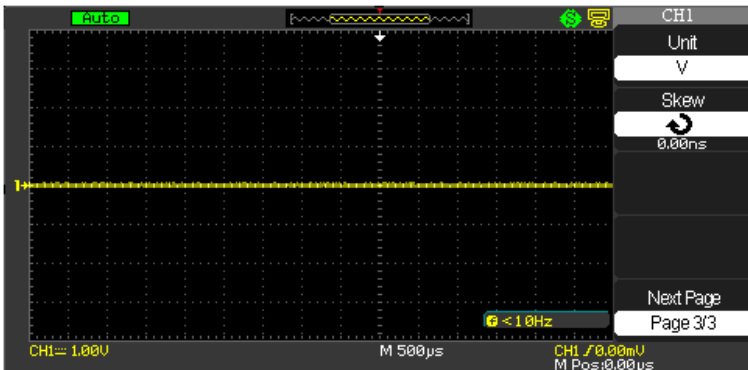 Auto
CH1
Unit
V
Skew
0.00ns
1
f <10Hz
Next Page
Page 3/3
CH1 1.00V
M 500µs
CH1 0.00mV
M Pos:0.00µs